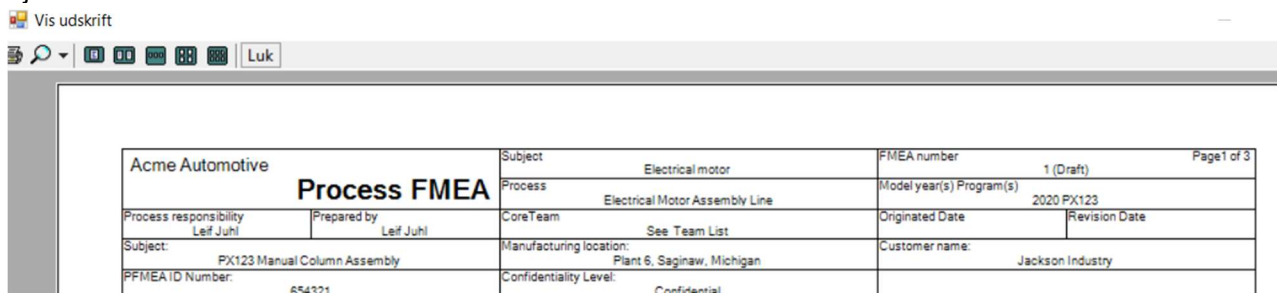 Vis udskrift
Luk
Acme Automotive
Process FMEA
Subject
Electrical motor
FMEA number
1 (Draft)
Page1 of 3
Process
Electrical Motor Assembly Line
Model year(s) Program(s)
2020 PX123
Process responsibility
Leif Juhl
Prepared by
Leif Juhl
CoreTeam
See Team List
Originated Date
Revision Date
Subject:
PX123 Manual Column Assembly
Manufacturing location:
Plant 6, Saginaw, Michigan
Customer name:
Jackson Industry
PFMEA ID Number:
654321
Confidentiality Level:
Confidential